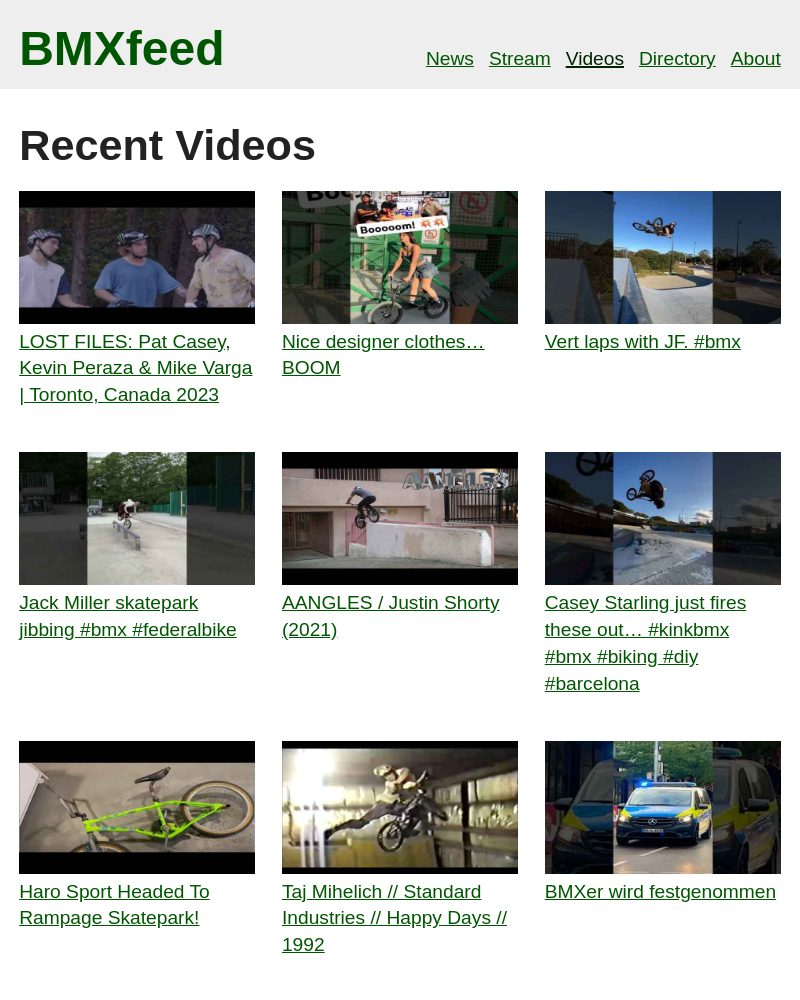 BMXfeed
News Stream Videos Directory About
Recent Videos
Booooom! 💥💥
LOST FILES: Pat Casey,
Kevin Peraza & Mike Varga
| Toronto, Canada 2023
Nice designer clothes…
BOOM
Vert laps with JF. #bmx
AANGLES
Jack Miller skatepark
jibbing #bmx #federalbike
AANGLES / Justin Shorty
(2021)
Casey Starling just fires
these out… #kinkbmx
#bmx #biking #diy
#barcelona
Haro Sport Headed To
Rampage Skatepark!
Taj Mihelich // Standard
Industries // Happy Days //
1992
BMXer wird festgenommen